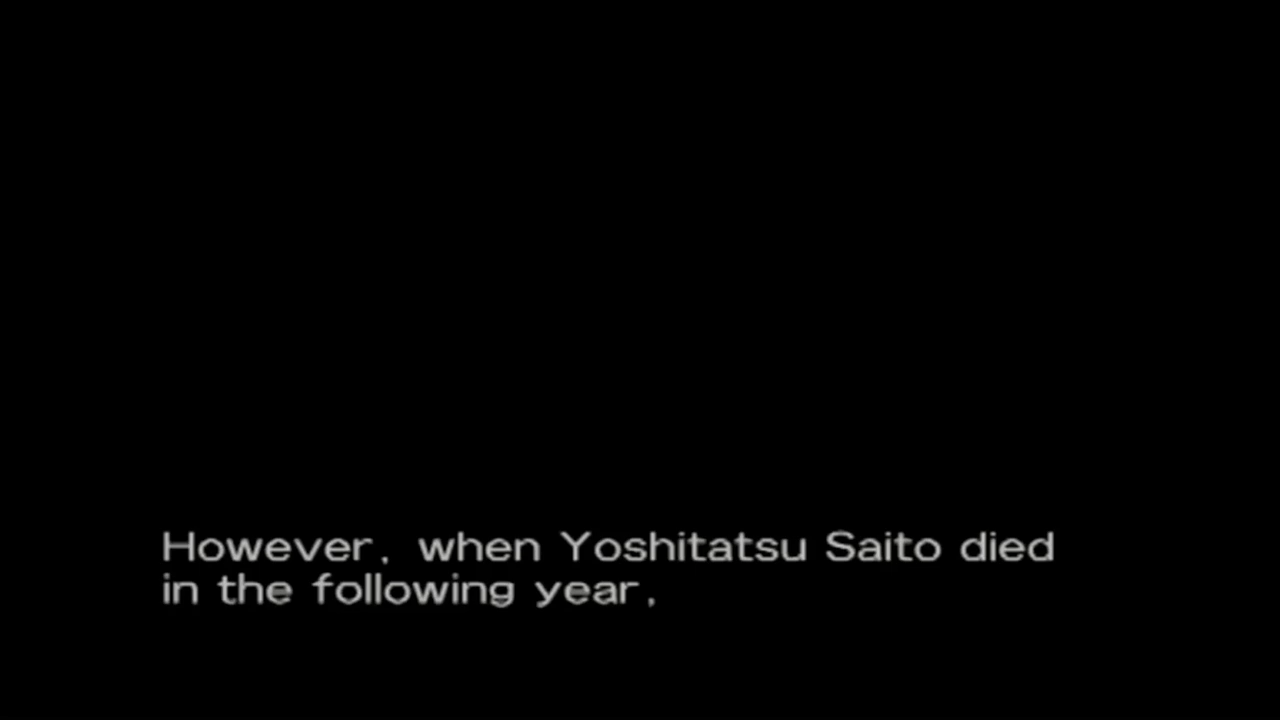 However, when Yoshitatsu Saito died
in the following year,